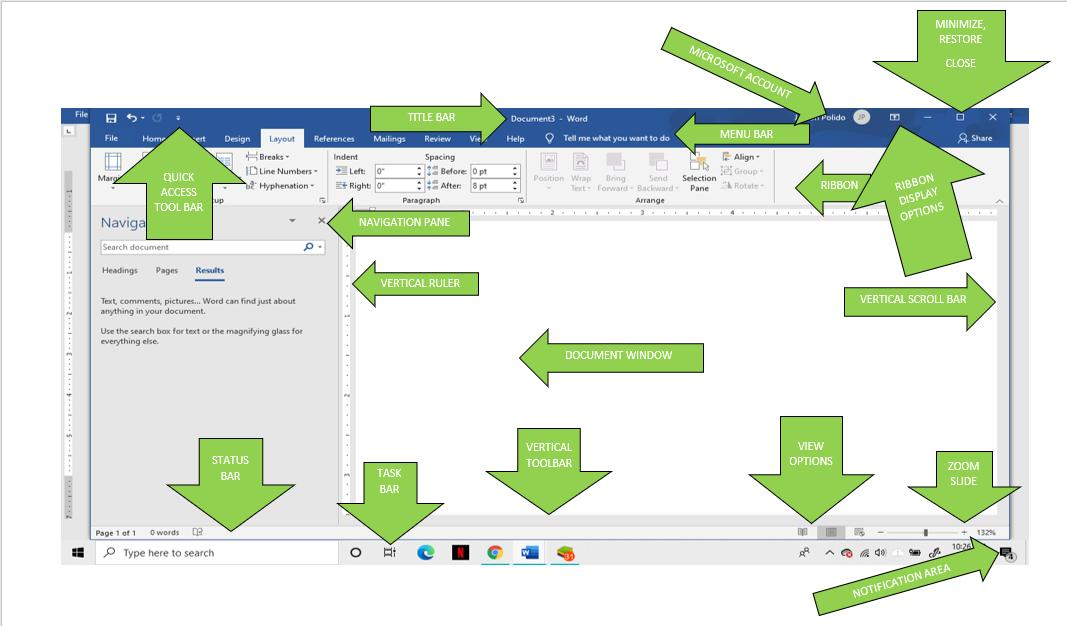 MINIMIZE,
RESTORE
CLOSE
MICROSOFT ACCOUNT
File
TITLE BAR
Document3 - Word
Polido
JP
File
Design
Layout
References
Mailings
Review
Help
Tell me what you want to do
MENU BAR
Share
Breaks
Line Numbers
Hyphenation
Indent
Left: 0"
Right: 0"
Spacing
Before: 0 pt
After: 8 pt
Paragraph
Position
Wrap
Text
Bring
Forward
Send
Backward
Selection
Pane
Align
Group
Rotate
Arrange
QUICK
ACCESS
TOOL BAR
RIBBON
RIBBON
DISPLAY
OPTIONS
NAVIGATION PANE
Search document
Headings Pages Results
Text, comments, pictures... Word can find just about
anything in your document.
Use the search box for text or the magnifying glass for
everything else.
VERTICAL RULER
VERTICAL SCROLL BAR
DOCUMENT WINDOW
STATUS
BAR
TASK
BAR
VERTICAL
TOOLBAR
VIEW
OPTIONS
ZOOM
SLIDE
Page 1 of 1 0 words
132%
Type here to search
31
10:26
4
NOTIFICATION AREA